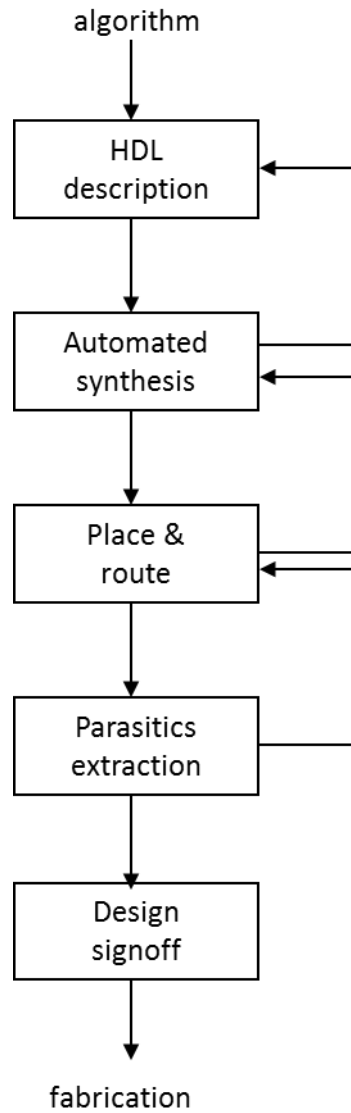 algorithm
HDL
description
Automated
synthesis
Place &
route
Parasitics
extraction
Design
signoff
fabrication